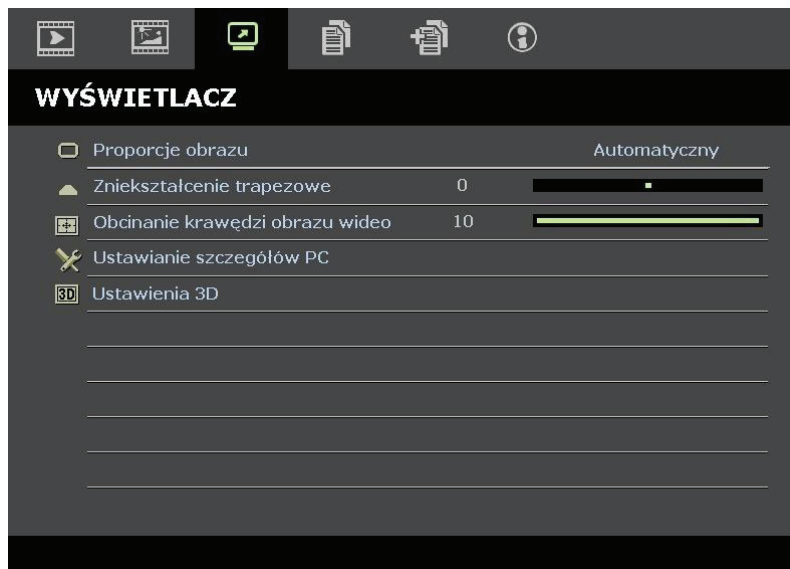 WYŚWIETLACZ
Proporcje obrazu Automatyczny
Zniekształcenie trapezowe 0
Obcinanie krawędzi obrazu wideo 10
Ustawianie szczegółów PC
3D Ustawienia 3D